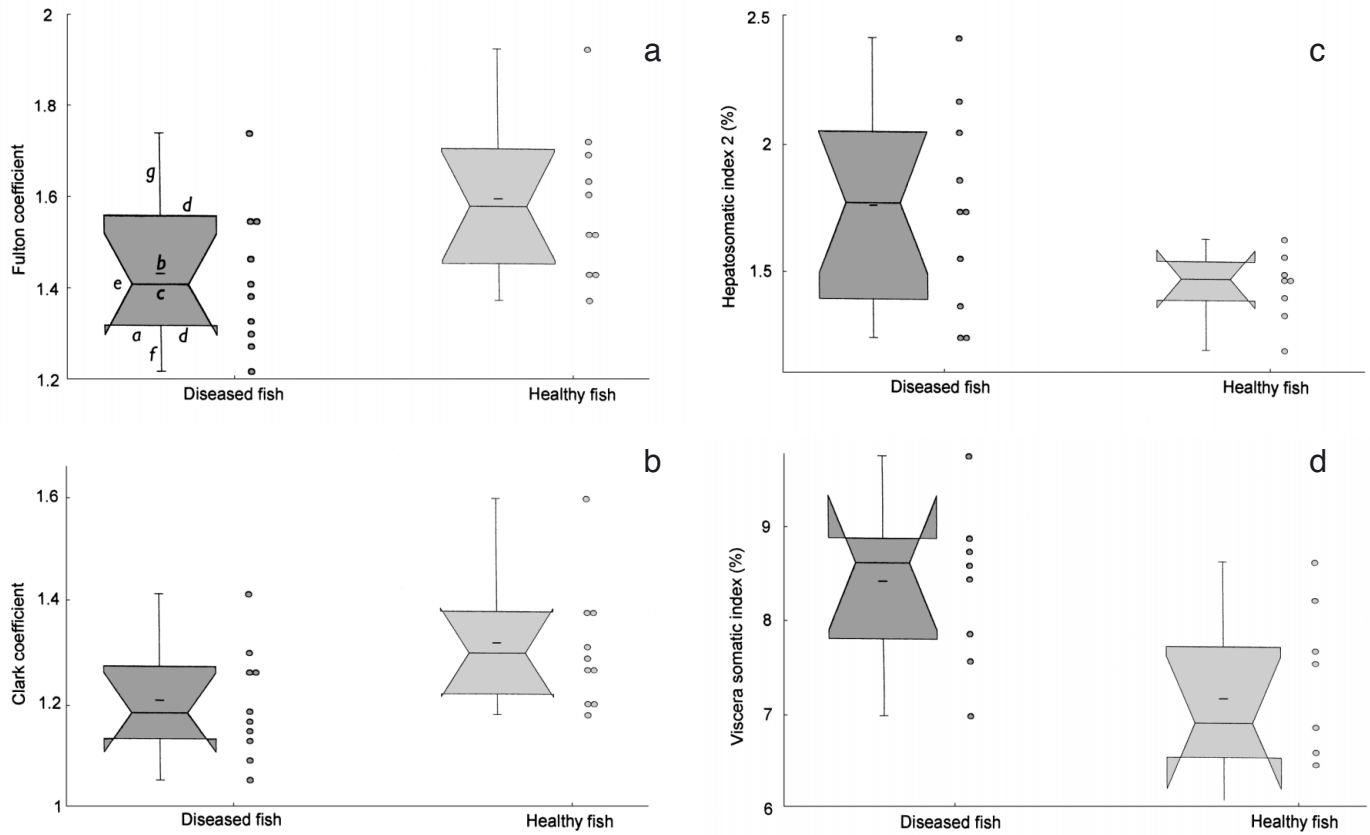 a
2
1.8
1.6
1.4
1.2
Fulton coefficient
g
d
b
e
c
a
d
f
Diseased fish
Healthy fish
c
2.5
2
1.5
Hepatosomatic index 2 (%)
Diseased fish
Healthy fish
b
1.6
1.4
1.2
1
Clark coefficient
Diseased fish
Healthy fish
d
9
8
7
6
Viscera somatic index (%)
Diseased fish
Healthy fish